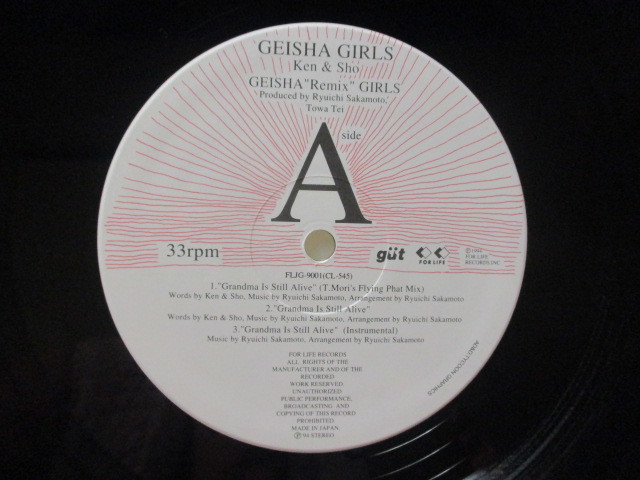 GEISHA GIRLS
Ken & Sho
GEISHA"Remix" GIRLS
Produced by Ryuichi Sakamoto,
Towa Tei
A side
33rpm
güt
FOR LIFE
Ⓟ 1994
FOR LIFE
RECORDS, INC.
FLJG-9001(CL-545)
1."Grandma Is Still Alive" (T.Mori's Flying Phat Mix)
Words by Ken & Sho, Music by Ryuichi Sakamoto, Arrangement by Ryuichi Sakamoto
2."Grandma Is Still Alive"
Words by Ken & Sho, Music by Ryuichi Sakamoto, Arrangement by Ryuichi Sakamoto
3."Grandma Is Still Alive" (Instrumental)
Music by Ryuichi Sakamoto, Arrangement by Ryuichi Sakamoto
FOR LIFE RECORDS
ALL RIGHTS OF THE
MANUFACTURER AND OF THE
RECORDED
WORK RESERVED
UNAUTHORIZED
PUBLIC PERFORMANCE,
BROADCASTING AND
COPYING OF THIS RECORD
PROHIBITED.
MADE IN JAPAN.
Ⓟ '94 STEREO
TYCOON GRAPHICS